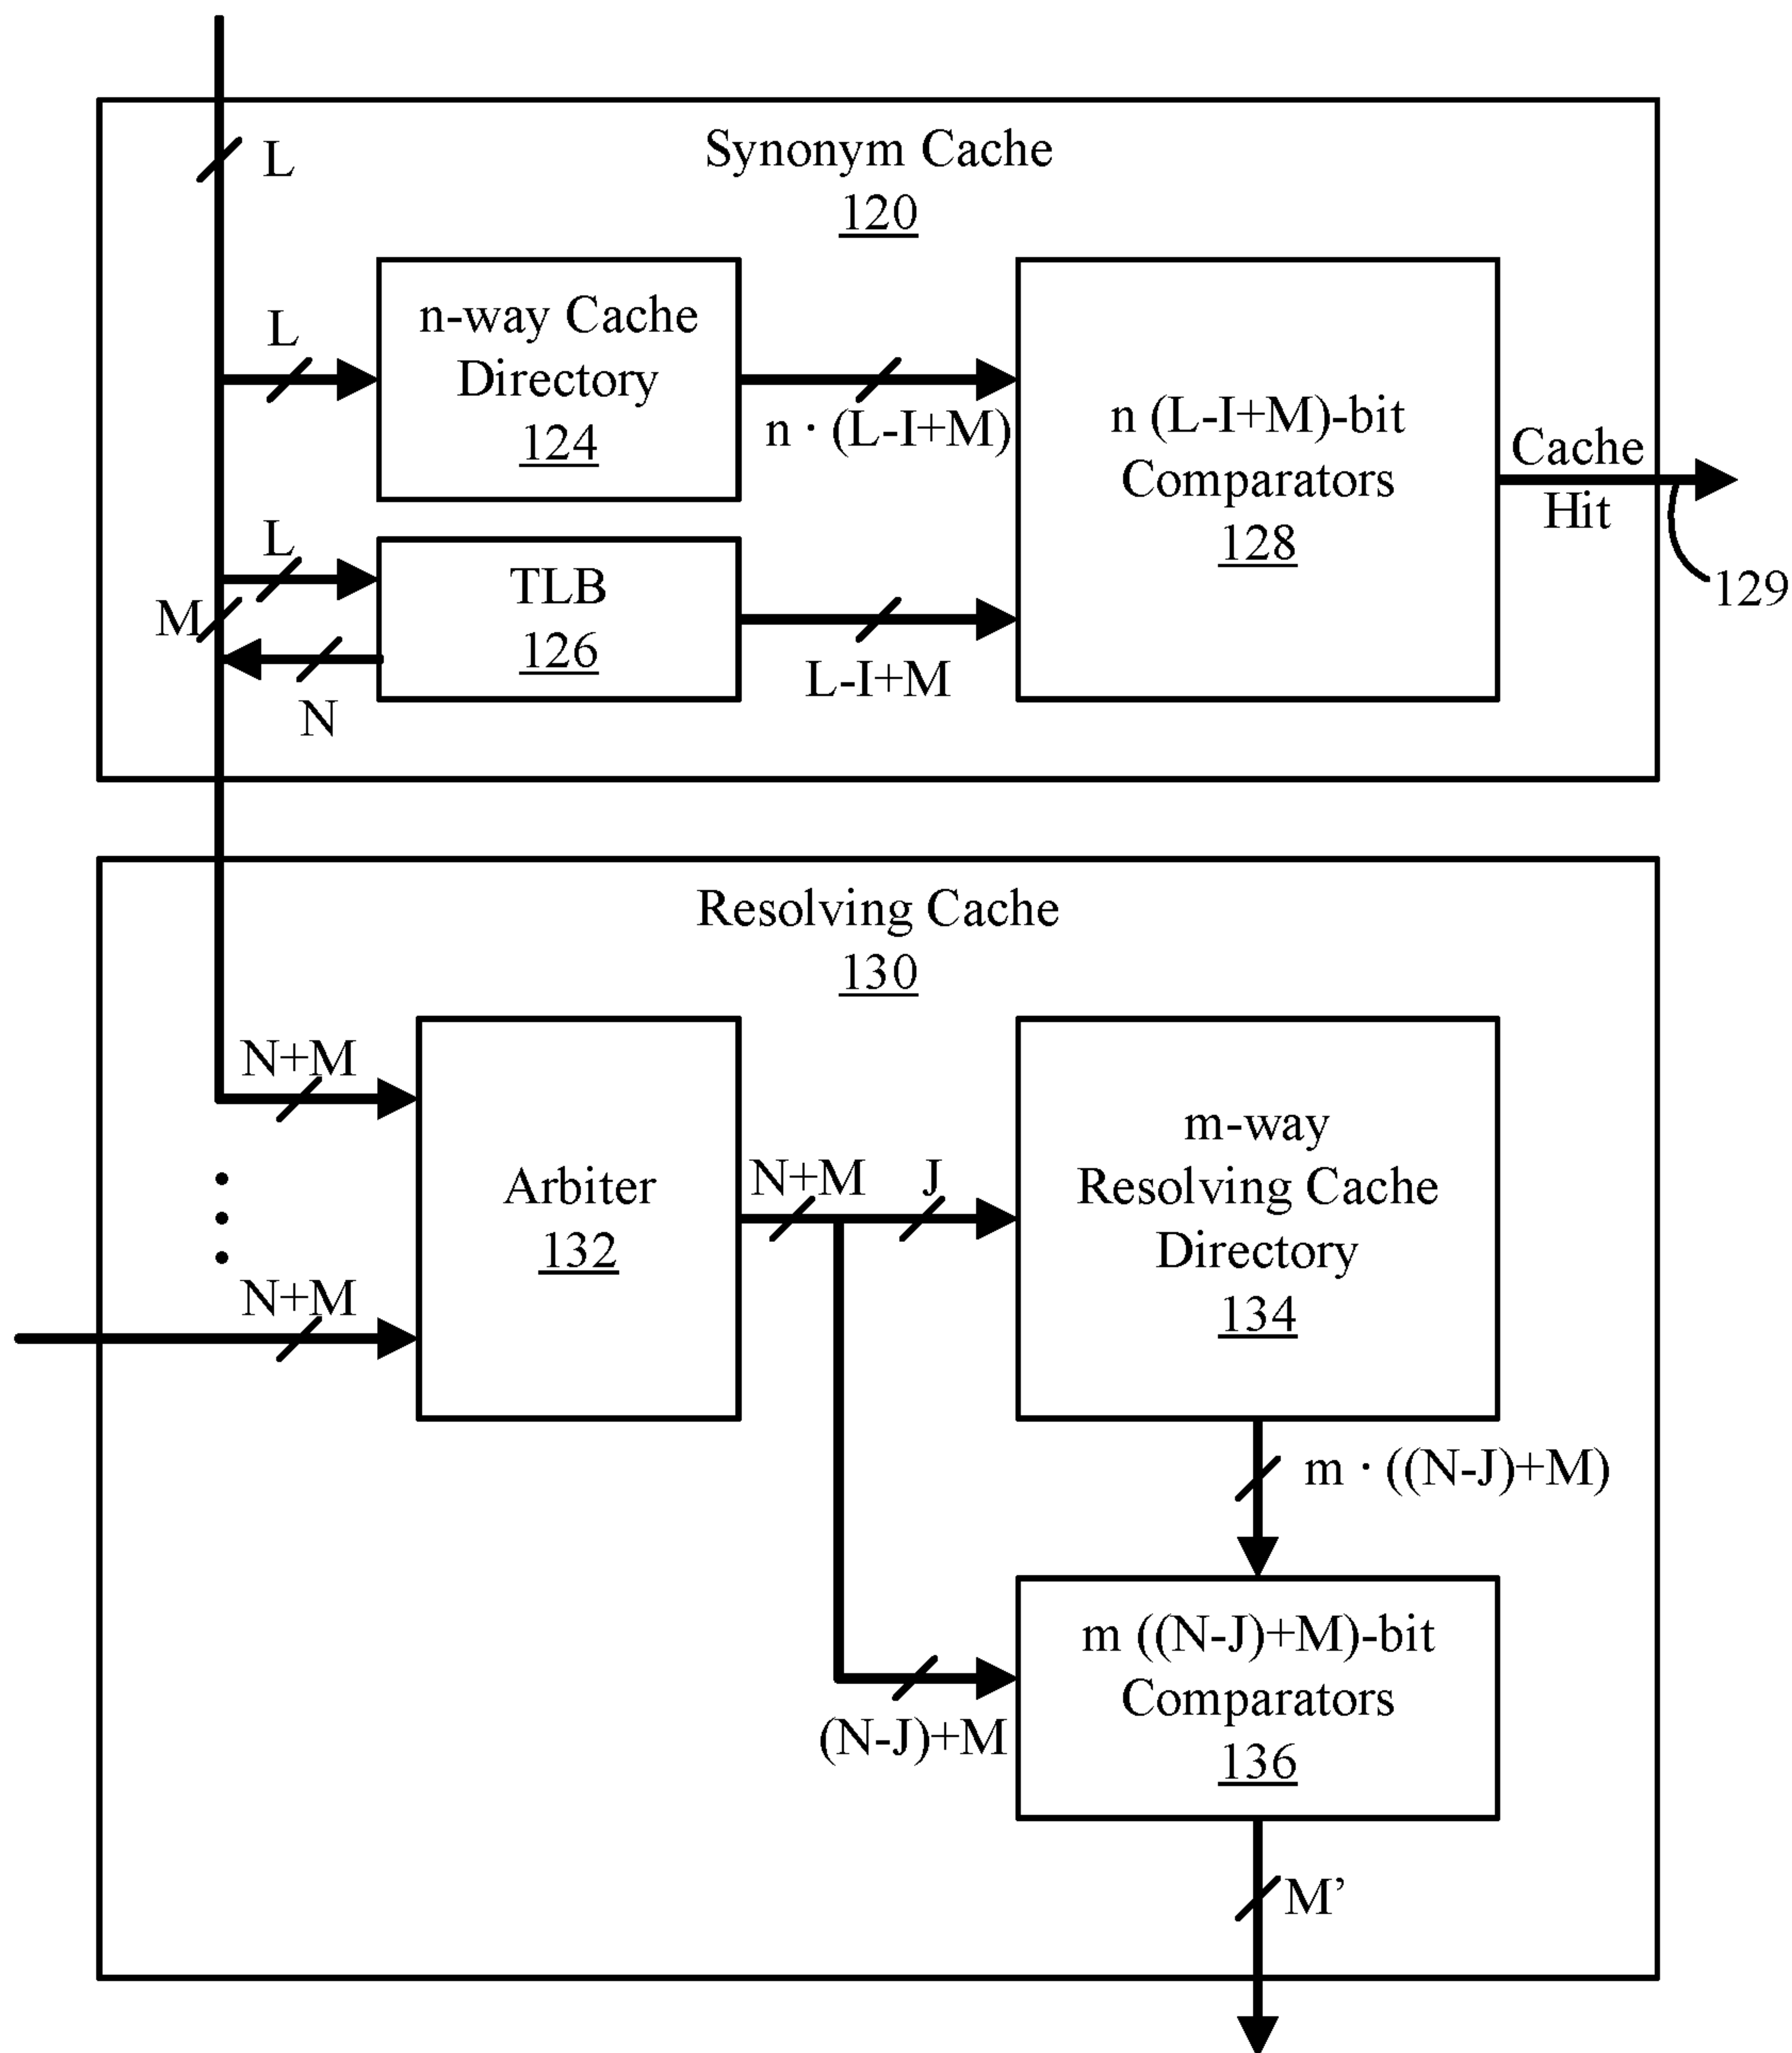 L
Synonym Cache
120
L
n-way Cache
Directory
124
n · (L-I+M)
n (L-I+M)-bit
Comparators
128
Cache
Hit
129
L
M
N
TLB
126
L-I+M
Resolving Cache
130
N+M
N+M
Arbiter
132
N+M
J
m-way
Resolving Cache
Directory
134
m · ((N-J)+M)
(N-J)+M
m ((N-J)+M)-bit
Comparators
136
M’